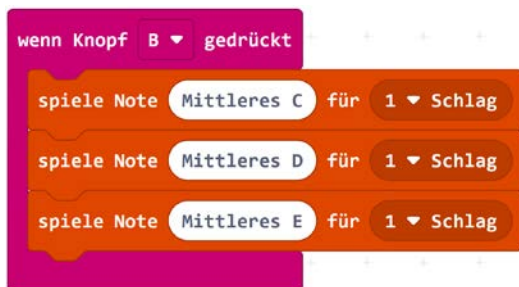 wenn Knopf B gedrückt
spiele Note Mittleres C für 1 Schlag
spiele Note Mittleres D für 1 Schlag
spiele Note Mittleres E für 1 Schlag